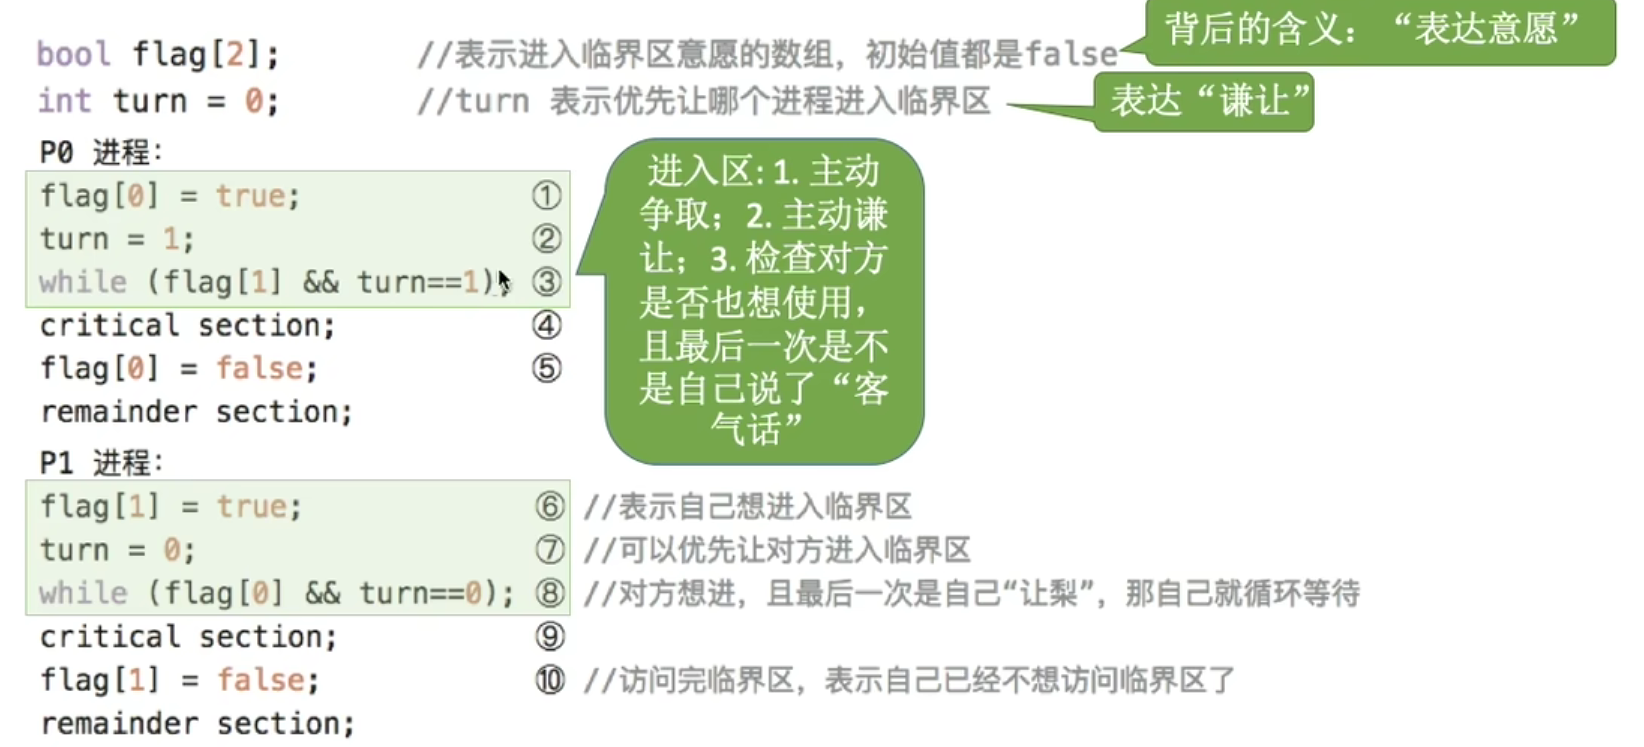 bool flag[2]; //表示进入临界区意愿的数组，初始值都是false
背后的含义：“表达意愿”
int turn = 0; //turn 表示优先让哪个进程进入临界区
表达“谦让”
P0 进程：
flag[0] = true; ①
turn = 1; ②
while (flag[1] && turn==1); ③
critical section; ④
flag[0] = false; ⑤
remainder section;
进入区: 1. 主动
争取；2. 主动谦
让；3. 检查对方
是否也想使用，
且最后一次是不
是自己说了“客
气话”
P1 进程：
flag[1] = true; ⑥ //表示自己想进入临界区
turn = 0; ⑦ //可以优先让对方进入临界区
while (flag[0] && turn==0); ⑧ //对方想进，且最后一次是自己“让梨”，那自己就循环等待
critical section; ⑨
flag[1] = false; ⑩ //访问完临界区，表示自己已经不想访问临界区了
remainder section;